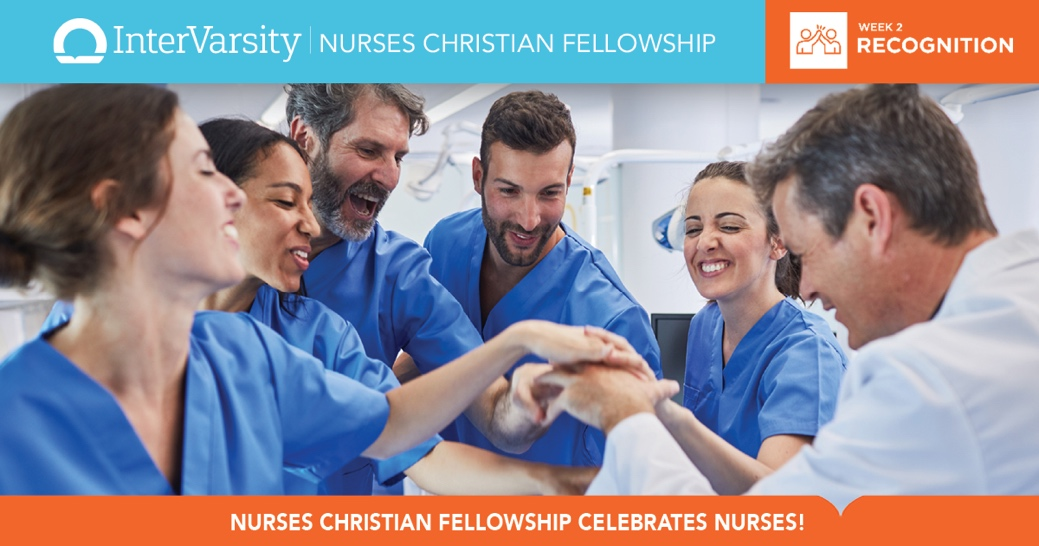 InterVarsity | NURSES CHRISTIAN FELLOWSHIP
WEEK 2
RECOGNITION
NURSES CHRISTIAN FELLOWSHIP CELEBRATES NURSES!